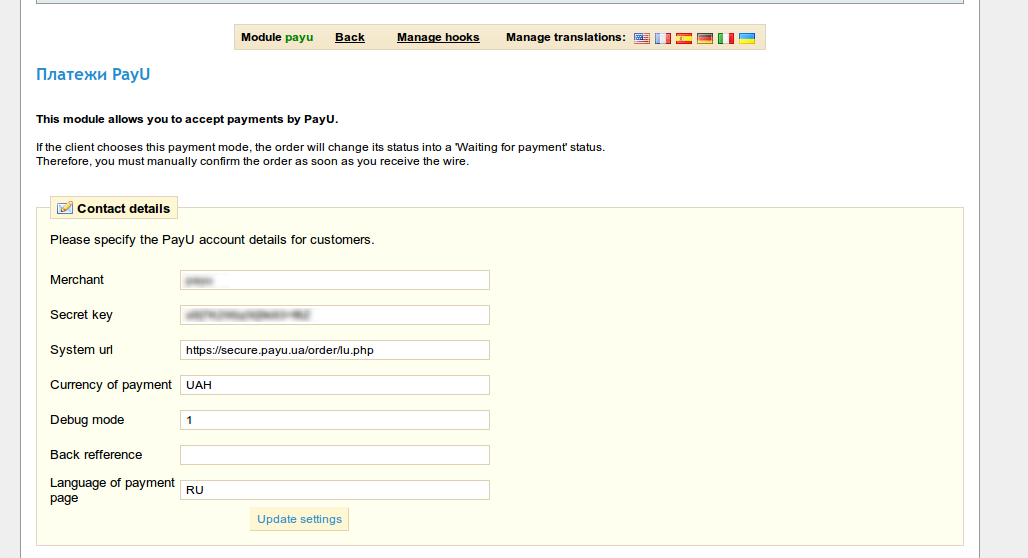 Module payu Back Manage hooks Manage translations:
Платежи PayU
This module allows you to accept payments by PayU.
If the client chooses this payment mode, the order will change its status into a 'Waiting for payment' status.
Therefore, you must manually confirm the order as soon as you receive the wire.
Contact details
Please specify the PayU account details for customers.
Merchant
Secret key
System url https://secure.payu.ua/order/lu.php
Currency of payment UAH
Debug mode 1
Back refference
Language of payment
page RU
Update settings